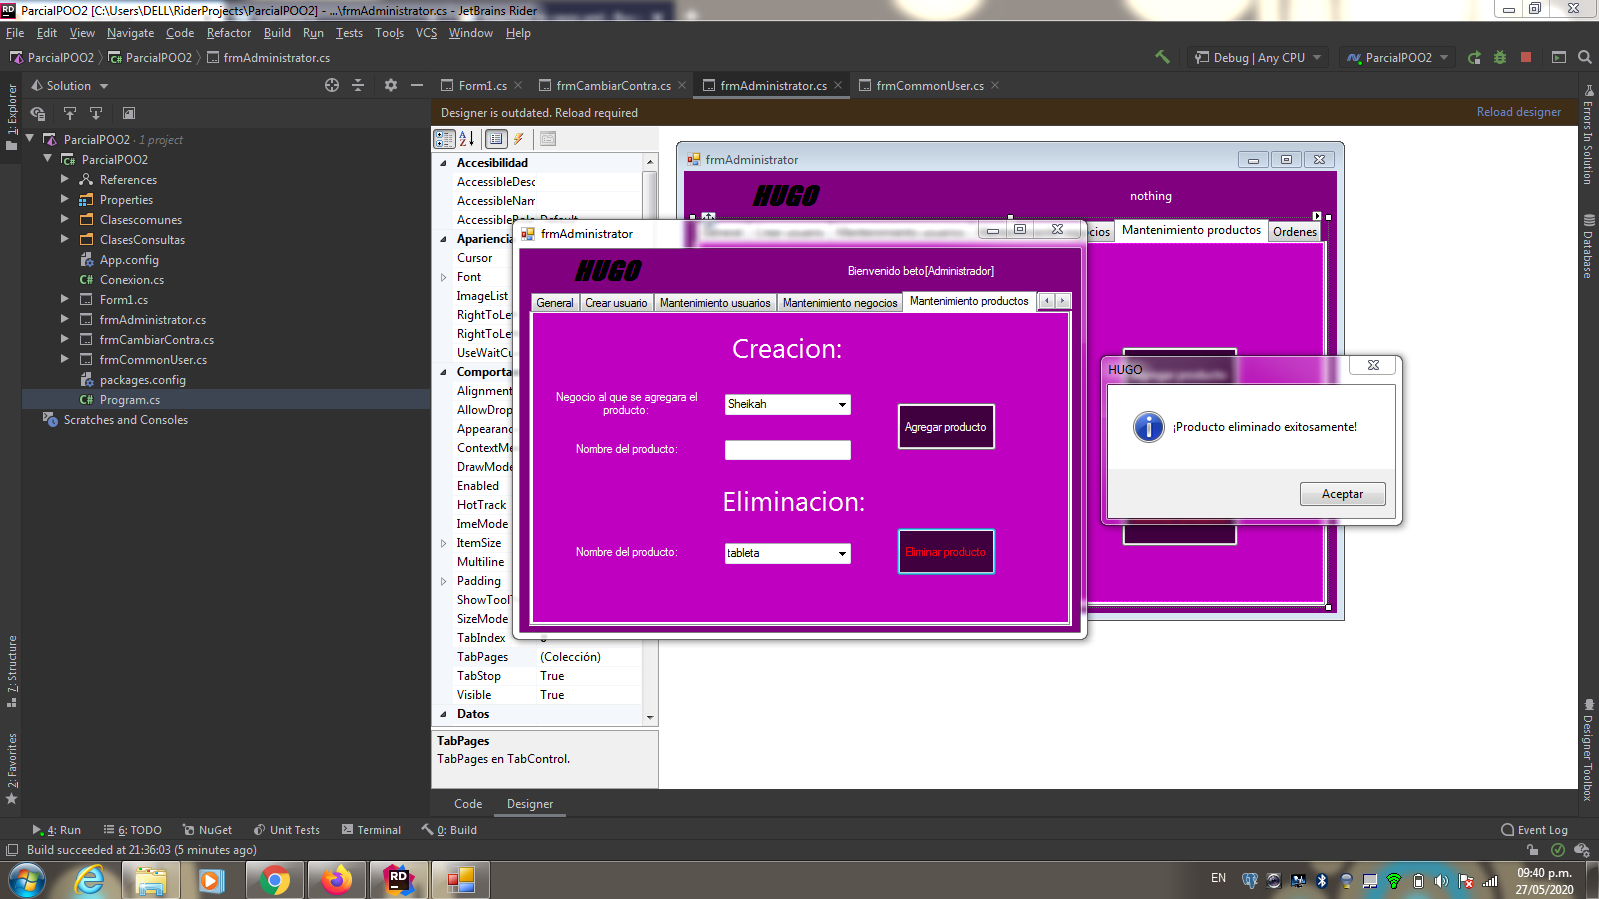 ParcialPOO2 [C:\Users\DELL\RiderProjects\ParcialPOO2] - ...\frmAdministrator.cs - JetBrains Rider
File Edit View Navigate Code Refactor Build Run Tests Tools VCS Window Help
ParcialPOO2 ParcialPOO2 frmAdministrator.cs
Debug | Any CPU
ParcialPOO2
Solution
Form1.cs
frmCambiarContra.cs
frmAdministrator.cs
frmCommonUser.cs
Designer is outdated. Reload required
Reload designer
1: Explorer
ParcialPOO2 · 1 project
ParcialPOO2
References
Properties
Clasescomunes
ClasesConsultas
App.config
Conexion.cs
Form1.cs
frmAdministrator.cs
frmCambiarContra.cs
frmCommonUser.cs
packages.config
Program.cs
Scratches and Consoles
7: Structure
2: Favorites
Accesibilidad
AccessibleDesc
AccessibleNam
Default
Apariencia
Cursor
Font
ImageList
RightToLe
RightToLe
UseWaitCu
Comporta
Alignment
AllowDrop
Appearanc
ContextMe
DrawMode
Enabled
HotTrack
ImeMode
ItemSize
Multiline
Padding
ShowToolT
SizeMode
TabIndex
TabPages (Colección)
TabStop True
Visible True
Datos
TabPages
TabPages en TabControl.
Code Designer
frmAdministrator
HUGO
nothing
cios
Mantenimiento productos
Ordenes
frmAdministrator
HUGO
Bienvenido beto[Administrador]
General
Crear usuario
Mantenimiento usuarios
Mantenimiento negocios
Mantenimiento productos
Creacion:
Negocio al que se agregara el
producto:
Sheikah
Agregar producto
Nombre del producto:
Eliminacion:
Nombre del producto:
tableta
Eliminar producto
HUGO
¡Producto eliminado exitosamente!
Aceptar
Errors In Solution
Database
Designer Toolbox
4: Run
6: TODO
NuGet
Unit Tests
Terminal
0: Build
Event Log
Build succeeded at 21:36:03 (5 minutes ago)
EN
09:40 p.m.
27/05/2020